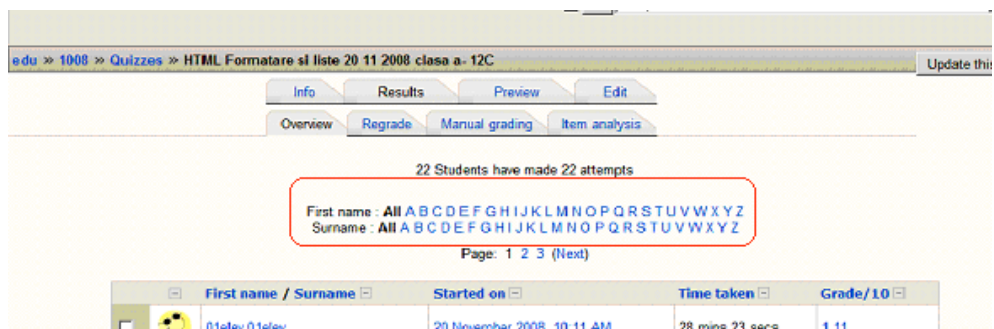 edu » 1008 » Quizzes » HTML Formatare si liste 20 11 2008 clasa a- 12C
Update this
Info Results Preview Edit
Overview Regrade Manual grading Item analysis
22 Students have made 22 attempts
First name : All A B C D E F G H I J K L M N O P Q R S T U V W X Y Z
Surname : All A B C D E F G H I J K L M N O P Q R S T U V W X Y Z
Page: 1 2 3 (Next)
First name / Surname Started on Time taken Grade/10
01elev 01elev 20 November 2008, 10:11 AM 28 mins 23 secs 1.11